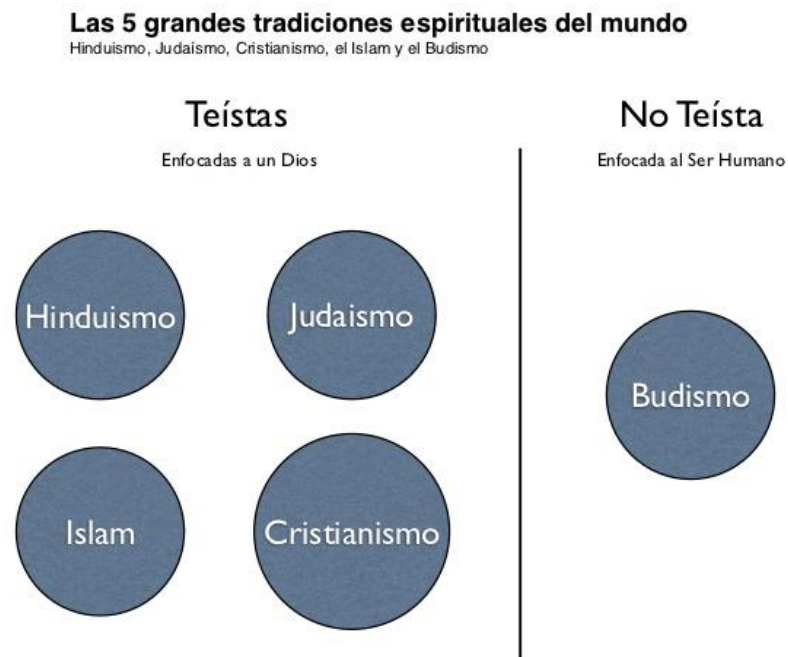 Las 5 grandes tradiciones espirituales del mundo
Hinduismo, Judaísmo, Cristianismo, el Islam y el Budismo
Teístas
Enfocadas a un Dios
Hinduismo
Judaismo
Islam
Cristianismo
No Teísta
Enfocada al Ser Humano
Budismo